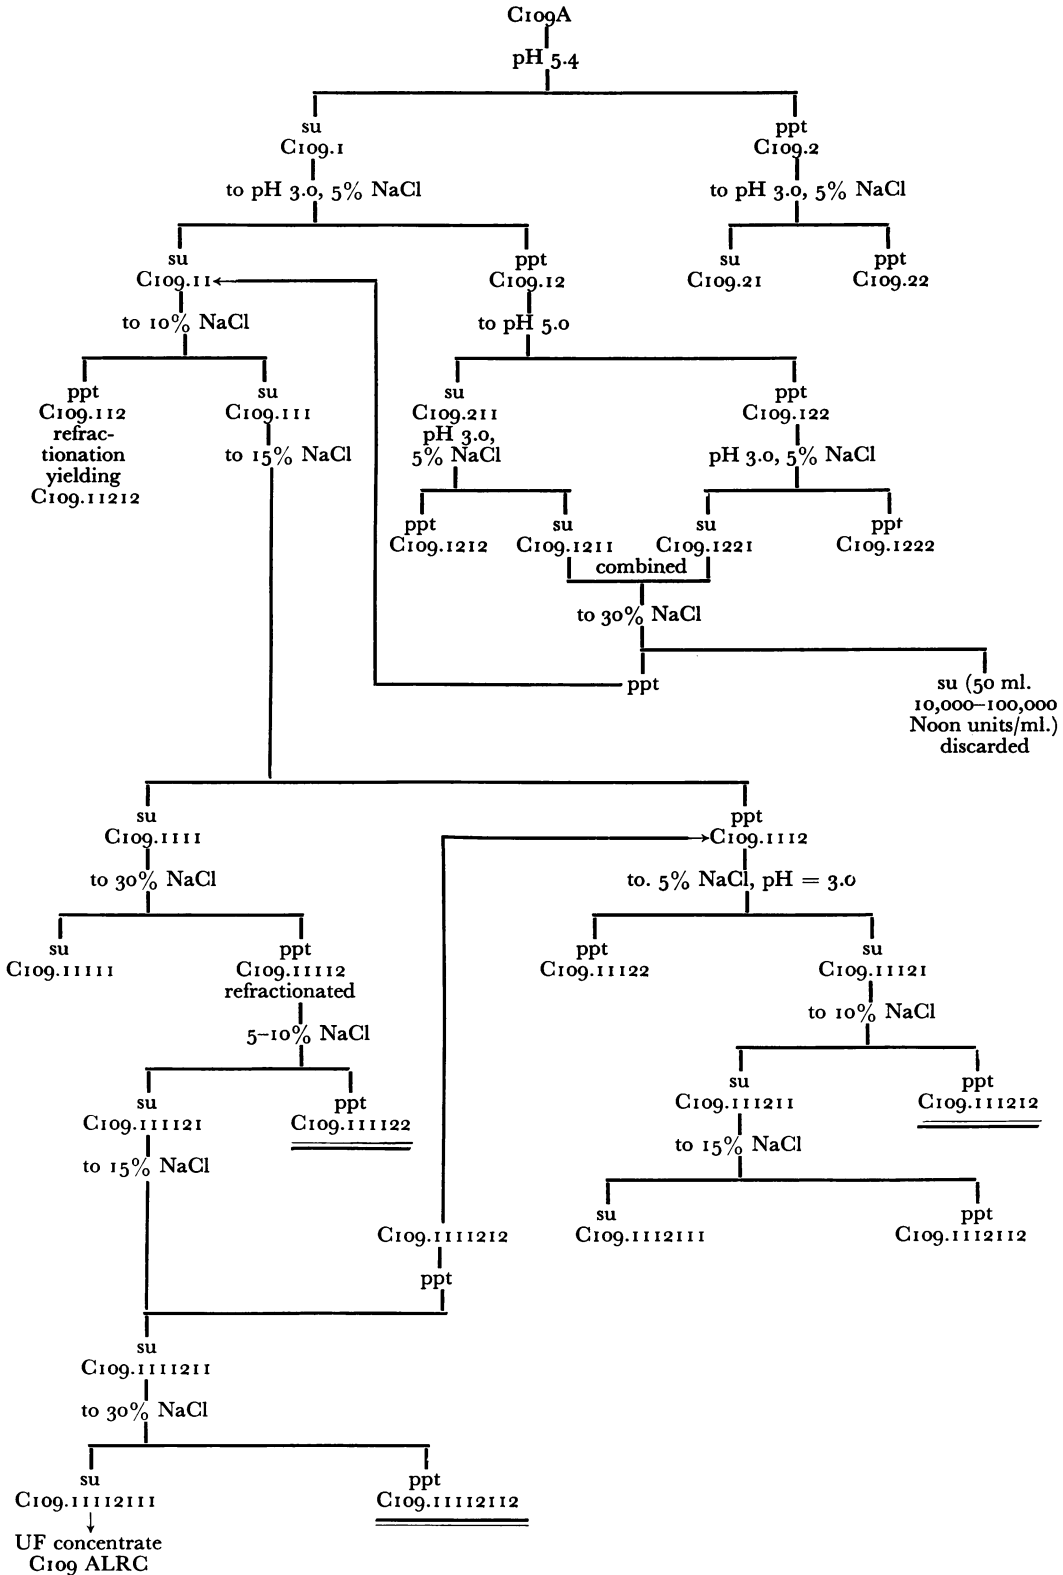 C109A
pH 5.4
su
C109.1
to pH 3.0, 5% NaCl
ppt
C109.2
to pH 3.0, 5% NaCl
su
C109.11
to 10% NaCl
ppt
C109.12
to pH 5.0
su
C109.21
ppt
C109.22
ppt
C109.112
refrac-
tionation
yielding
C109.11212
su
C109.111
to 15% NaCl
su
C109.211
pH 3.0,
5% NaCl
ppt
C109.122
pH 3.0, 5% NaCl
ppt
C109.1212
su
C109.1211
su
C109.1221
ppt
C109.1222
combined
to 30% NaCl
ppt
su (50 ml.
10,000–100,000
Noon units/ml.)
discarded
su
C109.1111
to 30% NaCl
ppt
C109.1112
to. 5% NaCl, pH = 3.0
su
C109.11111
ppt
C109.11112
refractionated
5–10% NaCl
ppt
C109.11122
su
C109.11121
to 10% NaCl
su
C109.111121
to 15% NaCl
ppt
C109.111122
su
C109.111211
to 15% NaCl
ppt
C109.111212
C109.1111212
ppt
su
C109.1112111
ppt
C109.1112112
su
C109.1111211
to 30% NaCl
su
C109.11112111
UF concentrate
C109 ALRC
ppt
C109.11112112